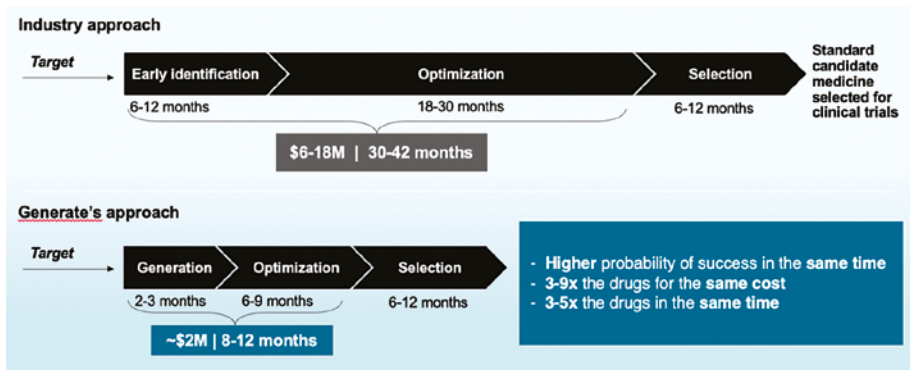 Industry approach
Target
Early identification
Optimization
Selection
Standard
candidate
medicine
selected for
clinical trials
6-12 months
18-30 months
6-12 months
$6-18M | 30-42 months
Generate's approach
Target
Generation
Optimization
Selection
2-3 months
6-9 months
6-12 months
~$2M | 8-12 months
- Higher probability of success in the same time
- 3-9x the drugs for the same cost
- 3-5x the drugs in the same time